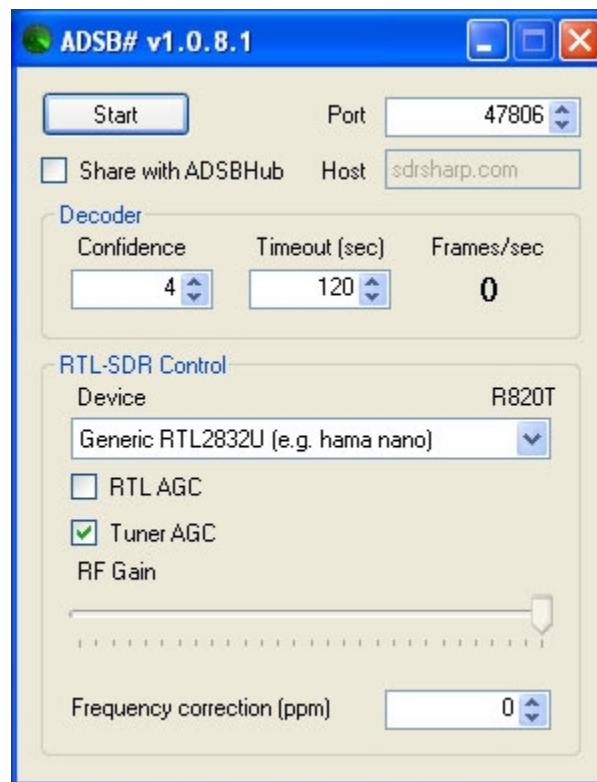 ADSB# v1.0.8.1
Start Port 47806
Share with ADSBHub Host sdrsharp.com
Decoder
Confidence Timeout (sec) Frames/sec
4 120 0
RTL-SDR Control
Device R820T
Generic RTL2832U (e.g. hama nano)
RTL AGC
Tuner AGC
RF Gain
Frequency correction (ppm) 0